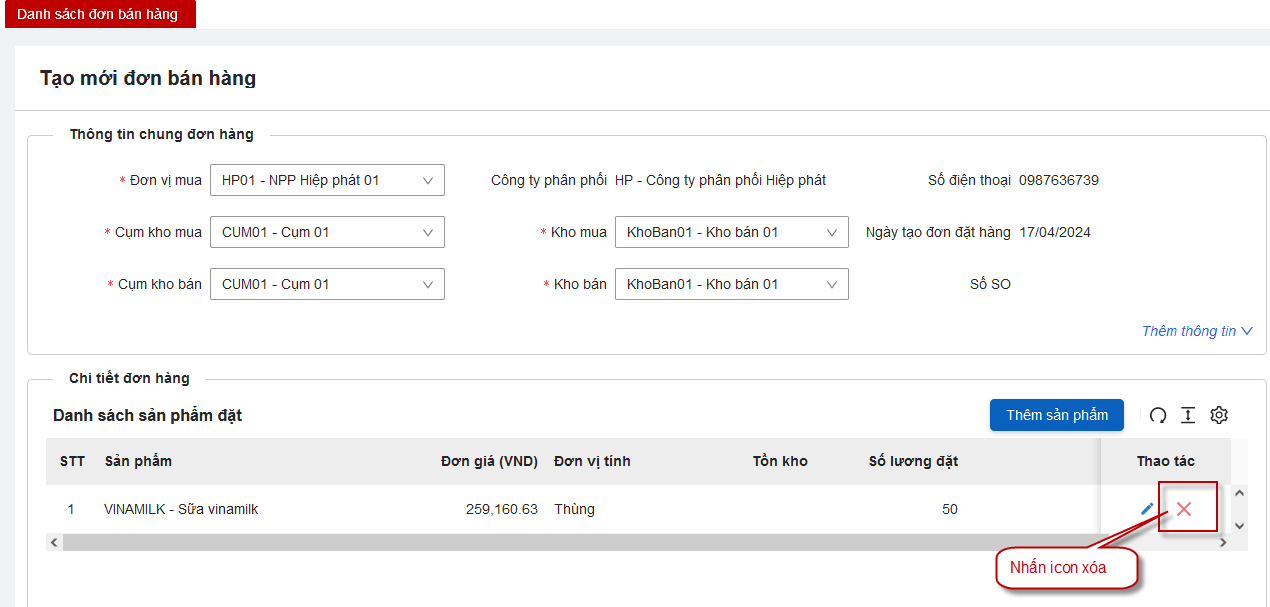 Danh sách đơn bán hàng
Tạo mới đơn bán hàng
Thông tin chung đơn hàng
* Đơn vị mua HP01 - NPP Hiệp phát 01 Công ty phân phối HP - Công ty phân phối Hiệp phát Số điện thoại 0987636739
* Cụm kho mua CUM01 - Cụm 01 * Kho mua KhoBan01 - Kho bán 01 Ngày tạo đơn đặt hàng 17/04/2024
* Cụm kho bán CUM01 - Cụm 01 * Kho bán KhoBan01 - Kho bán 01 Số SO
Thêm thông tin
Chi tiết đơn hàng
Danh sách sản phẩm đặt Thêm sản phẩm
STT Sản phẩm Đơn giá (VND) Đơn vị tính Tồn kho Số lương đặt Thao tác
1 VINAMILK - Sữa vinamilk 259,160.63 Thùng 50
Nhấn icon xóa